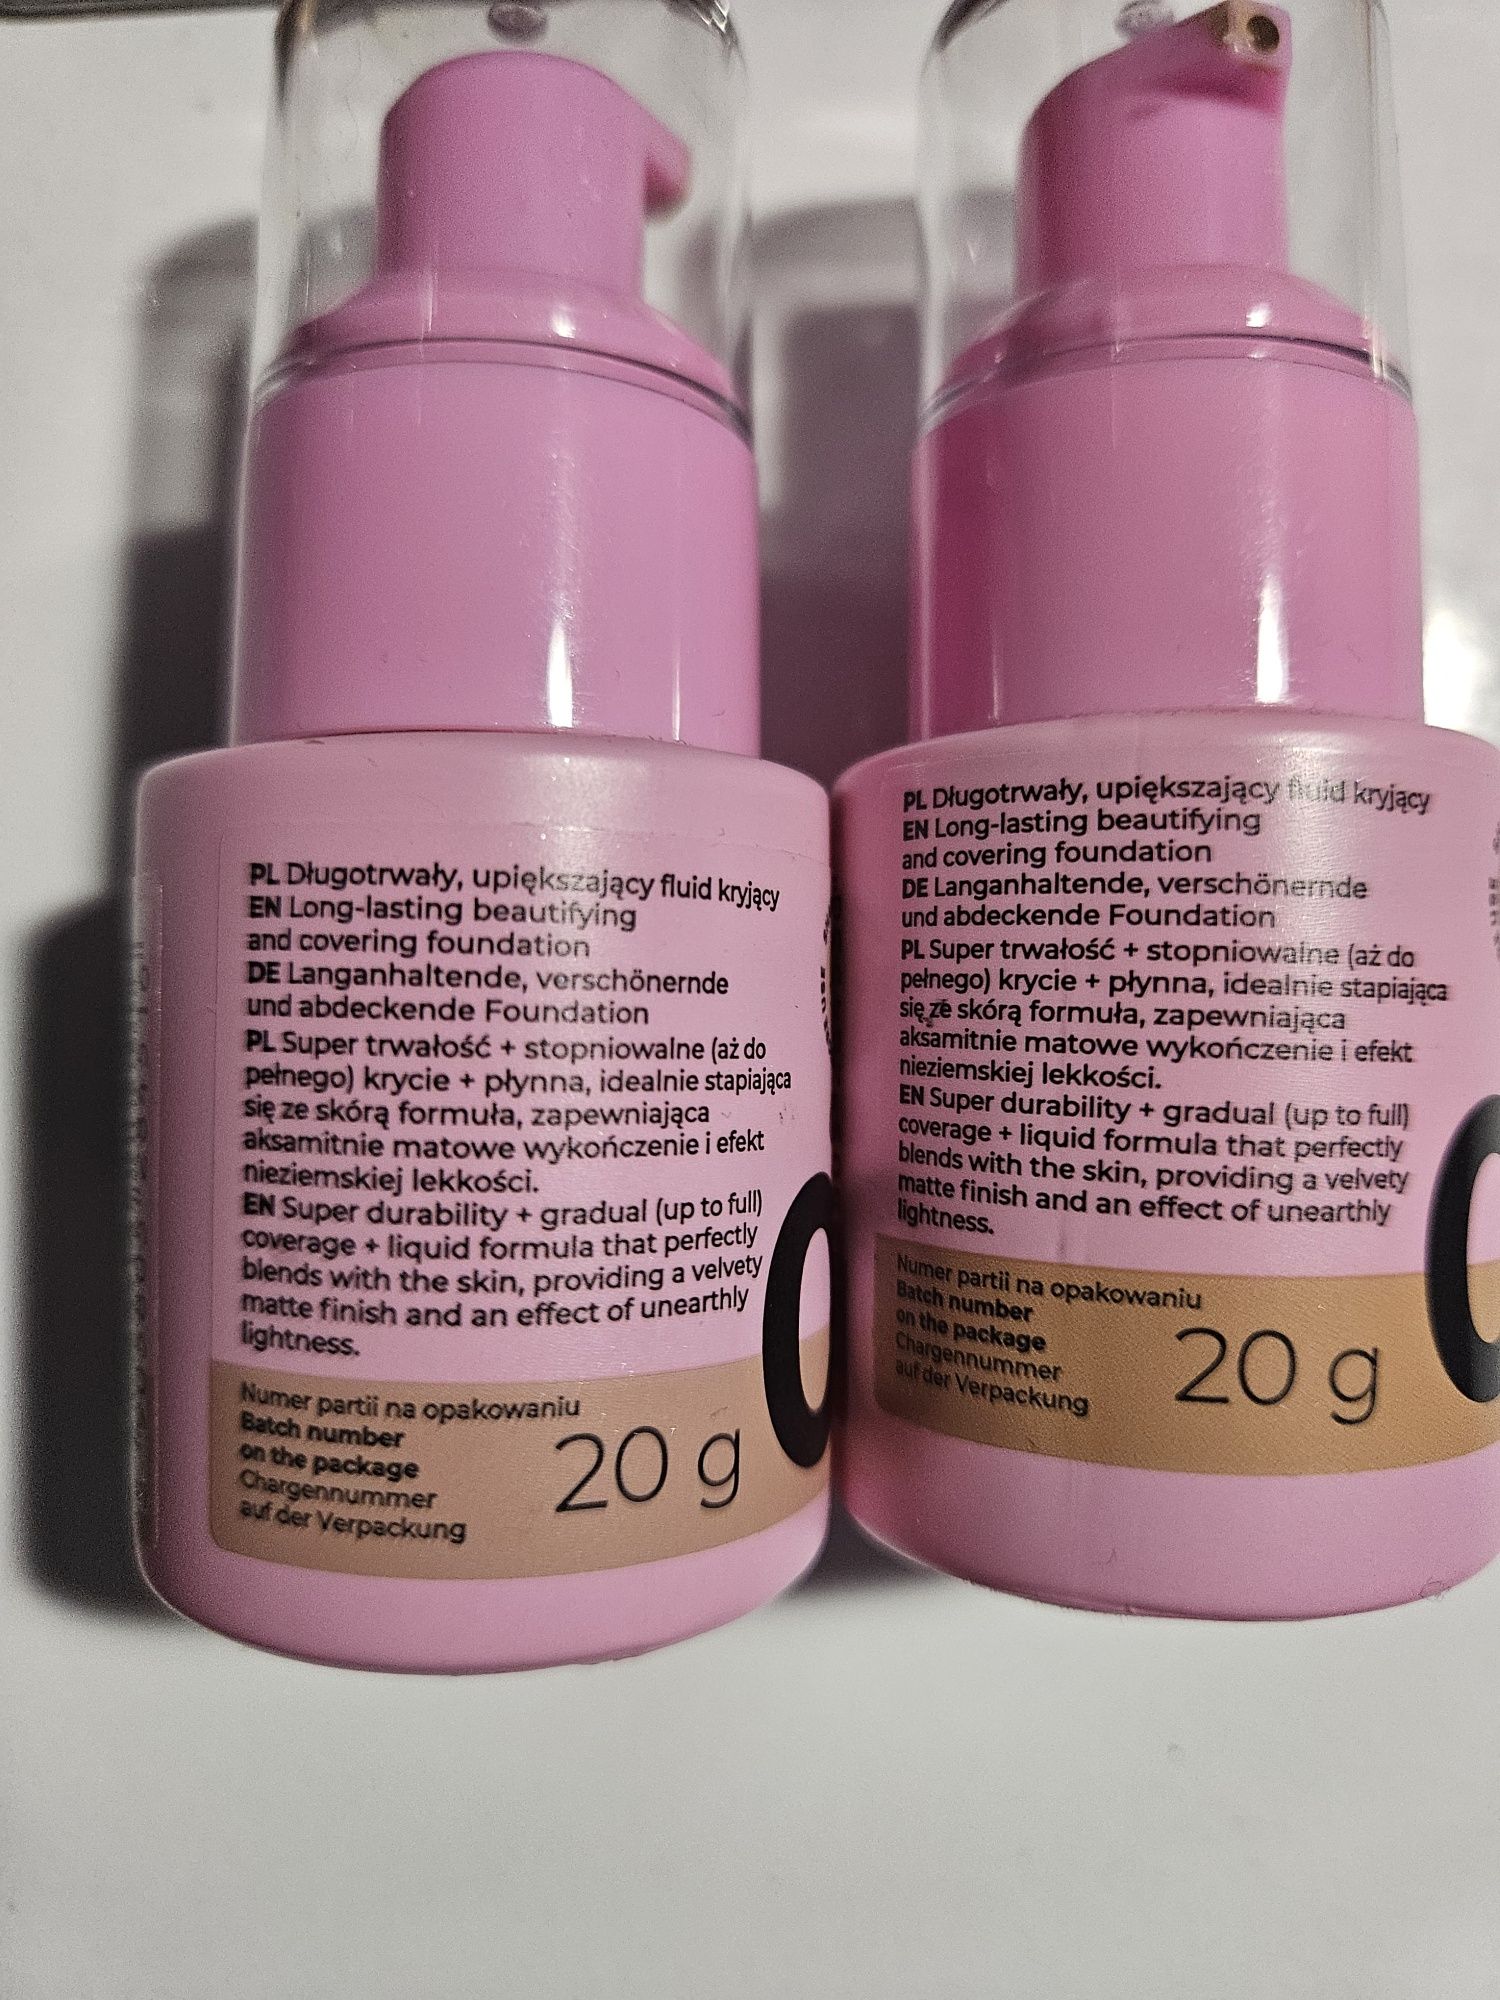 PL Długotrwały, upiększający fluid kryjący
EN Long-lasting beautifying
and covering foundation
DE Langanhaltende, verschönernde
und abdeckende Foundation
PL Super trwałość + stopniowalne (aż do
pełnego) krycie + płynna, idealnie stapiająca
się ze skórą formuła, zapewniająca
aksamitnie matowe wykończenie i efekt
nieziemskiej lekkości.
EN Super durability + gradual (up to full)
coverage + liquid formula that perfectly
blends with the skin, providing a velvety
matte finish and an effect of unearthly
lightness.
Numer partii na opakowaniu
Batch number
on the package
Chargennummer
auf der Verpackung
20 g
PL Długotrwały, upiększający fluid kryjący
EN Long-lasting beautifying
and covering foundation
DE Langanhaltende, verschönernde
und abdeckende Foundation
PL Super trwałość + stopniowalne (aż do
pełnego) krycie + płynna, idealnie stapiająca
się ze skórą formuła, zapewniająca
aksamitnie matowe wykończenie i efekt
nieziemskiej lekkości.
EN Super durability + gradual (up to full)
coverage + liquid formula that perfectly
blends with the skin, providing a velvety
matte finish and an effect of unearthly
lightness.
Numer partii na opakowaniu
Batch number
on the package
Chargennummer
auf der Verpackung
20 g